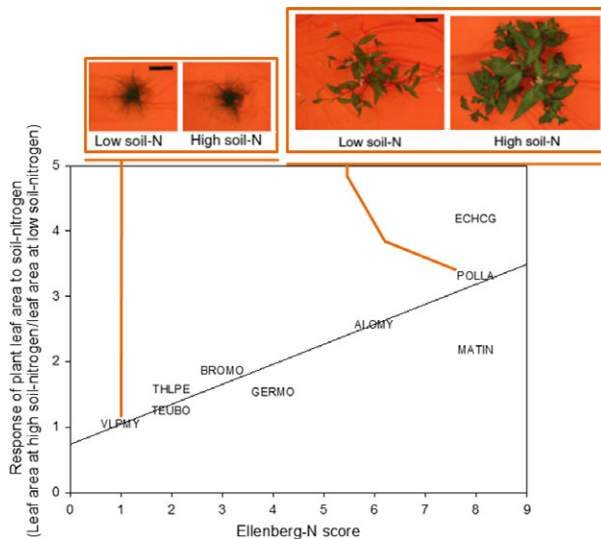 Low soil-N High soil-N
Low soil-N High soil-N
Response of plant leaf area to soil-nitrogen
(Leaf area at high soil-nitrogen/leaf area at low soil-nitrogen)
5
ECHCG
4
POLLA
3
ALOMY
MATIN
2
BROMO
THLPE
GERMO
TEUBO
VLPMY
1
0
0 1 2 3 4 5 6 7 8 9
Ellenberg-N score